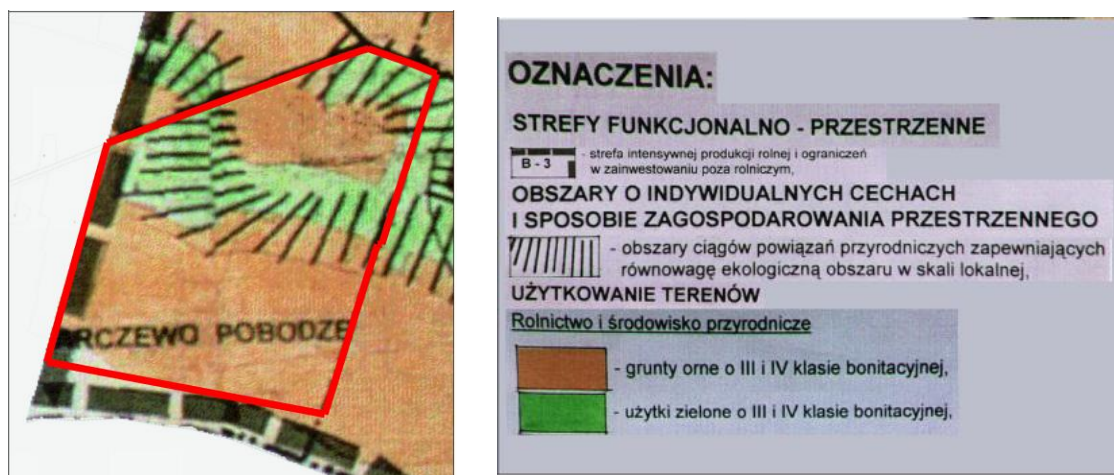 RCZEWO POBODZE
OZNACZENIA:
STREFY FUNKCJONALNO - PRZESTRZENNE
B - 3 - strefa intensywnej produkcji rolnej i ograniczeń
w zainwestowaniu poza rolniczym,
OBSZARY O INDYWIDUALNYCH CECHACH
I SPOSOBIE ZAGOSPODAROWANIA PRZESTRZENNEGO
- obszary ciągów powiązań przyrodniczych zapewniających
równowagę ekologiczną obszaru w skali lokalnej,
UŻYTKOWANIE TERENÓW
Rolnictwo i środowisko przyrodnicze
- grunty orne o III i IV klasie bonitacyjnej,
- użytki zielone o III i IV klasie bonitacyjnej,